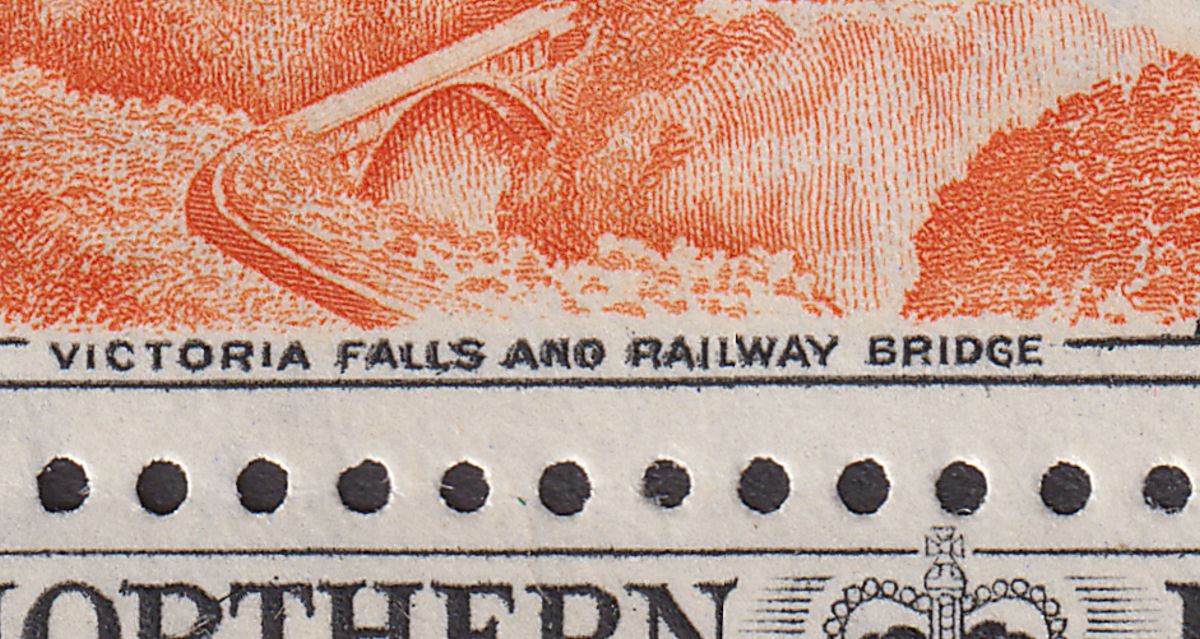 VICTORIA FALLS AND RAILWAY BRIDGE
NORTHERN